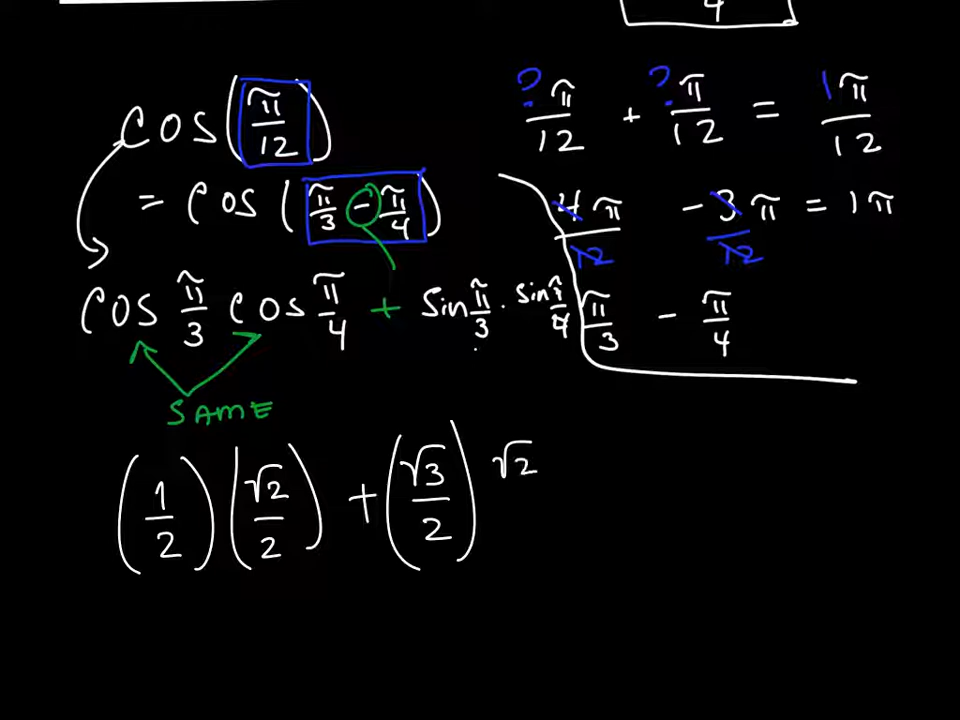 4
cos(π/12)
= cos(π/3 - π/4)
cos π/3 cos π/4 + sin π/3 · sin π/4
SAME
(1/2)(√2/2) + (√3/2) √2
?π/12 + ?π/12 = 1π/12
4π/12 - 3π/12 = 1π
π/3 - π/4